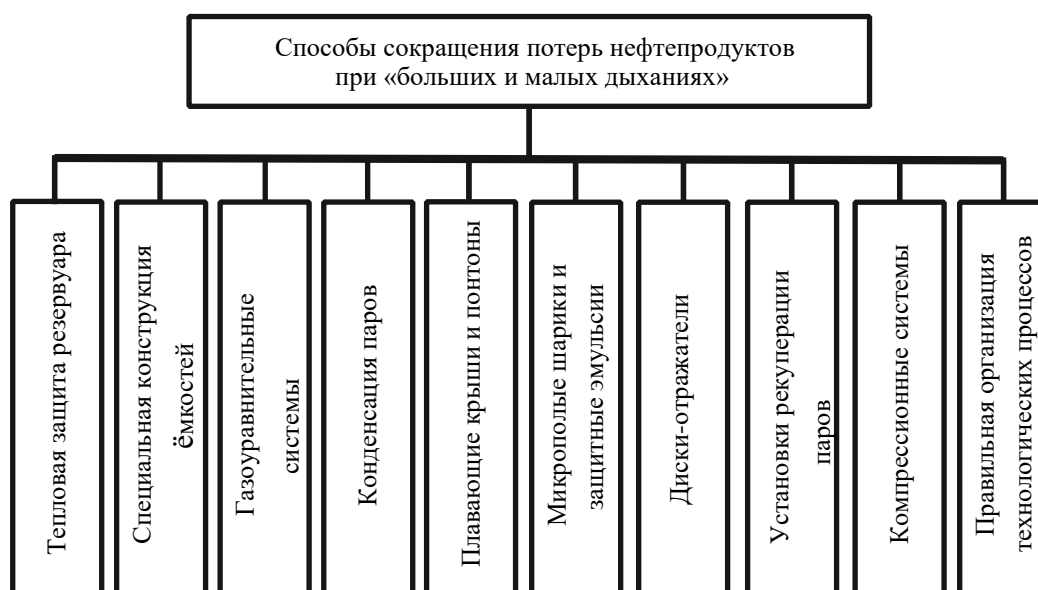 Способы сокращения потерь нефтепродуктов
при «больших и малых дыханиях»
Тепловая защита резервуара
Специальная конструкция
ёмкостей
Газоуравнительные
системы
Конденсация паров
Плавающие крыши и понтоны
Микрополые шарики и
защитные эмульсии
Диски-отражатели
Установки рекуперации
паров
Компрессионные системы
Правильная организация
технологических процессов